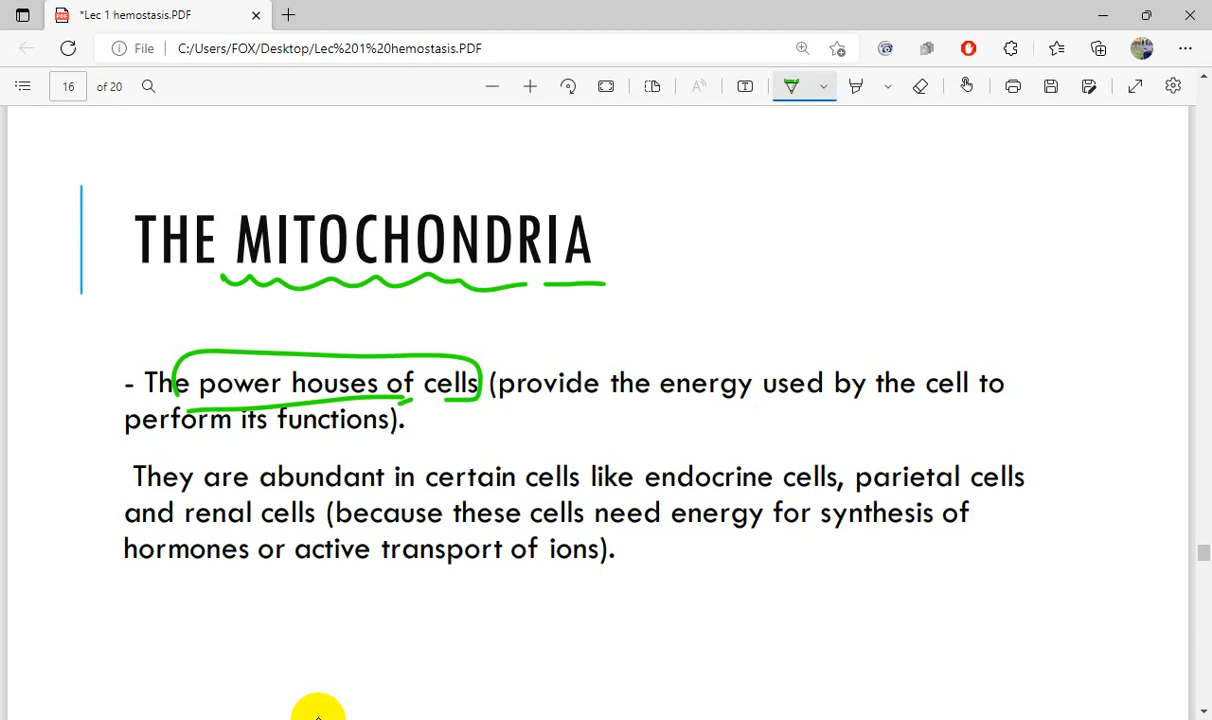 *Lec 1 hemostasis.PDF
File C:/Users/FOX/Desktop/Lec%201%20hemostasis.PDF
16 of 20
THE MITOCHONDRIA
- The power houses of cells (provide the energy used by the cell to
perform its functions).
They are abundant in certain cells like endocrine cells, parietal cells
and renal cells (because these cells need energy for synthesis of
hormones or active transport of ions).